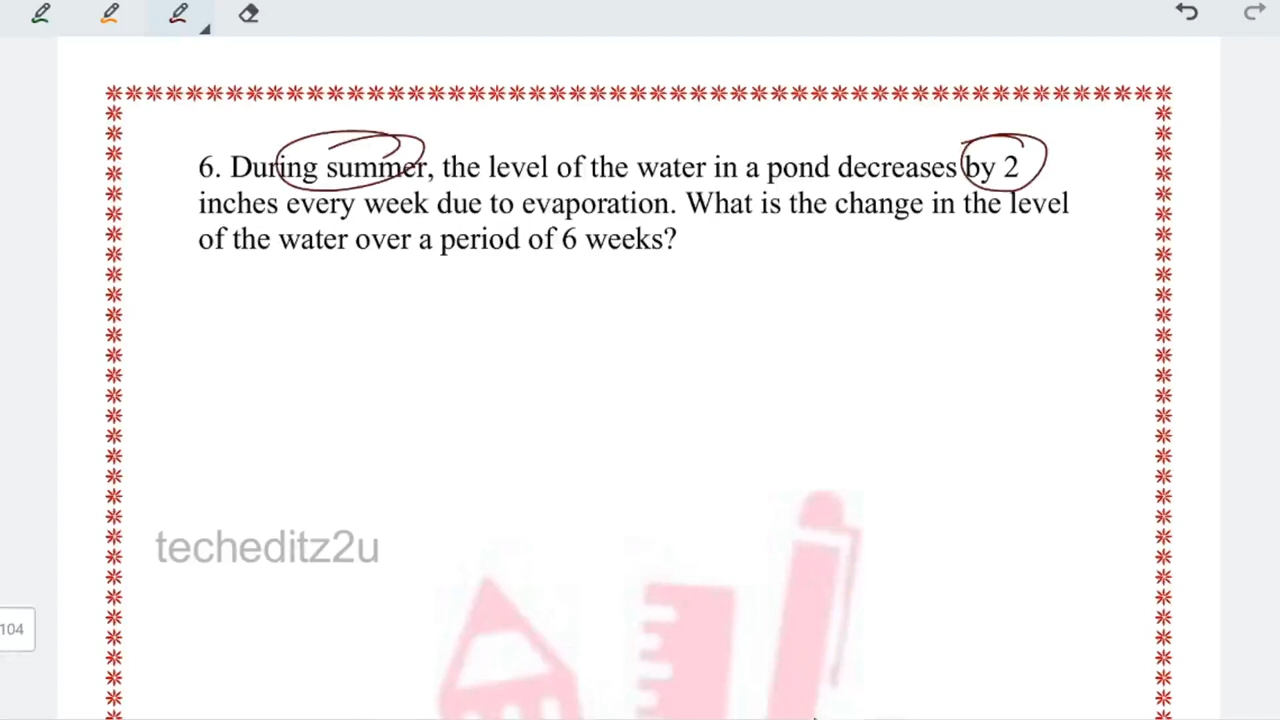 6. During summer, the level of the water in a pond decreases by 2
inches every week due to evaporation. What is the change in the level
of the water over a period of 6 weeks?
techeditz2u
104